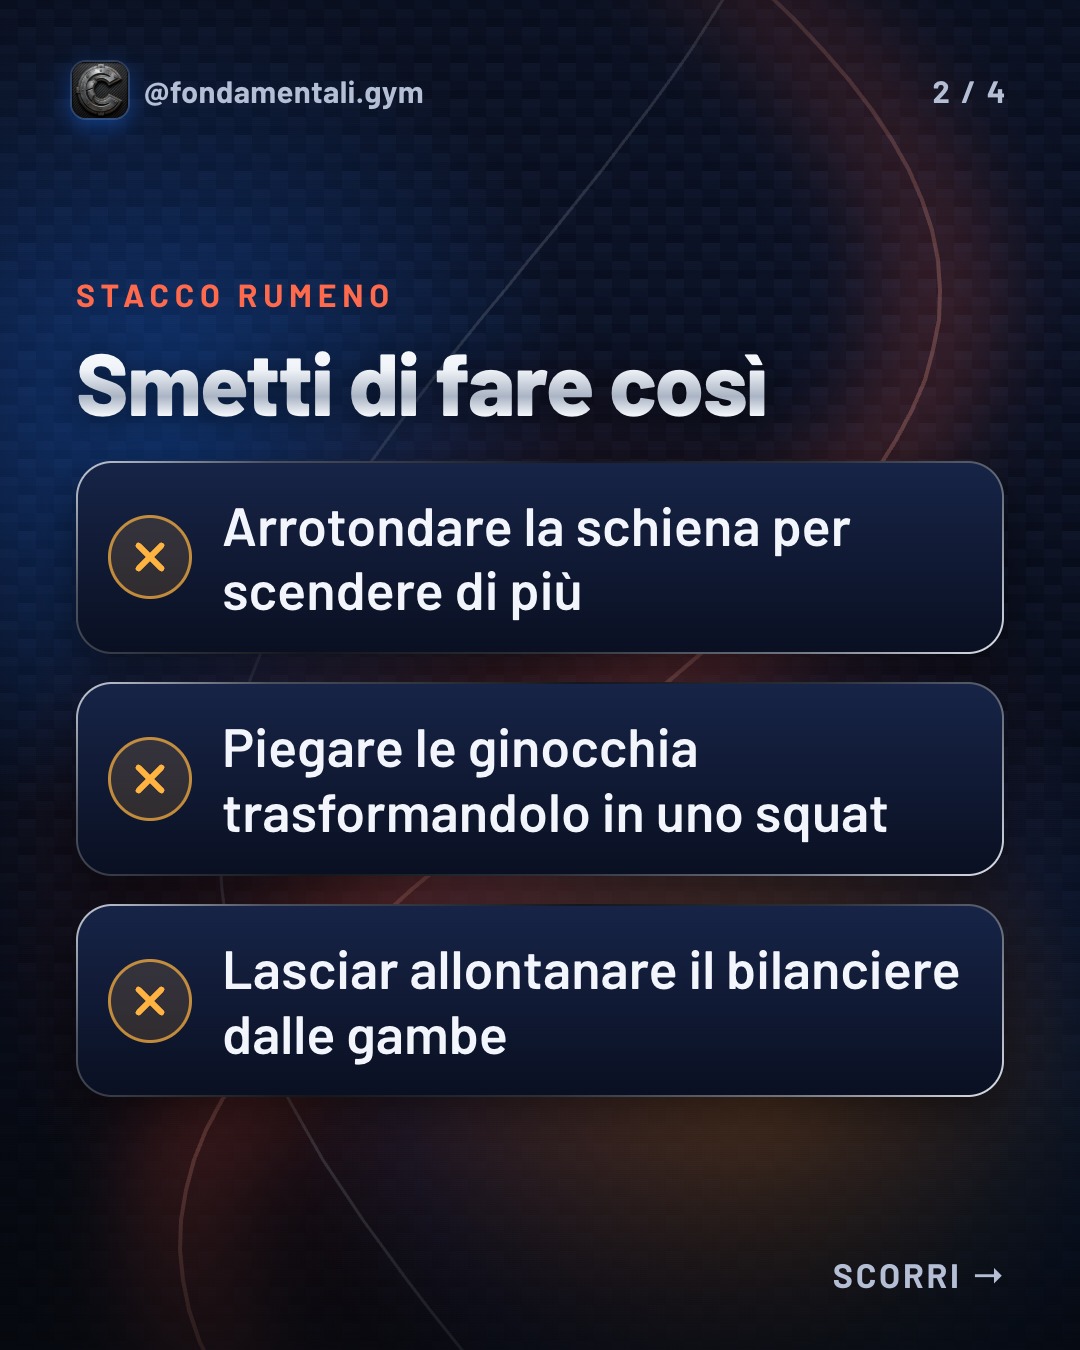 @fondamentali.gym
2 / 4
STACCO RUMENO
Smetti di fare così
Arrotondare la schiena per
scendere di più
Piegare le ginocchia
trasformandolo in uno squat
Lasciar allontanare il bilanciere
dalle gambe
SCORRI →